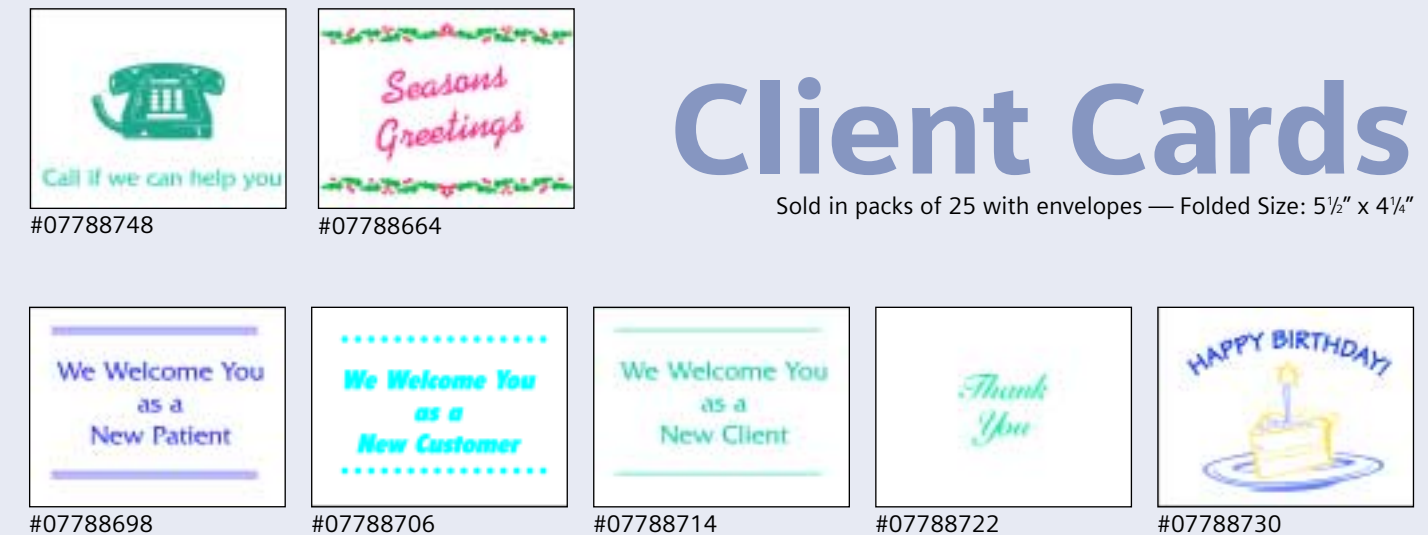 Call if we can help you
#07788748
Seasons
Greetings
#07788664
Client Cards
Sold in packs of 25 with envelopes — Folded Size: 5½" x 4¼"
We Welcome You
as a
New Patient
#07788698
We Welcome You
as a
New Customer
#07788706
We Welcome You
as a
New Client
#07788714
Thank
You
#07788722
HAPPY BIRTHDAY!
#07788730